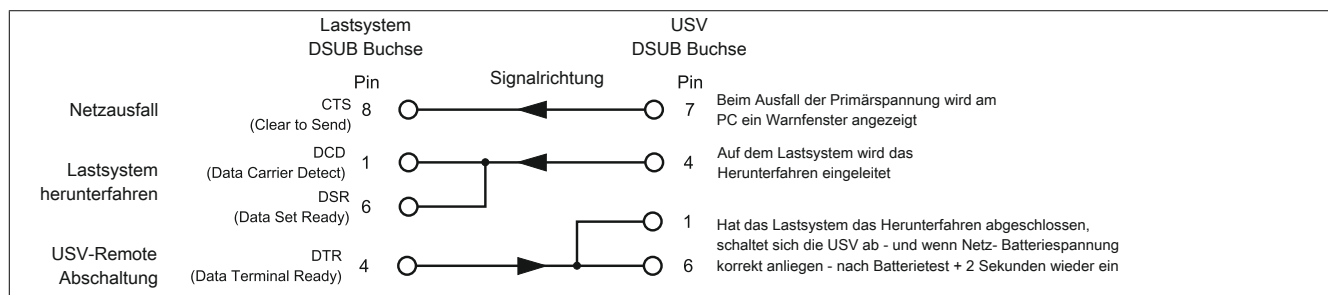 Lastsystem
DSUB Buchse
USV
DSUB Buchse
Pin
Signalrichtung
Pin
Netzausfall
CTS
(Clear to Send)
8
7
Beim Ausfall der Primärspannung wird am
PC ein Warnfenster angezeigt
Lastsystem
herunterfahren
DCD
(Data Carrier Detect)
1
4
Auf dem Lastsystem wird das
Herunterfahren eingeleitet
DSR
(Data Set Ready)
6
1
Hat das Lastsystem das Herunterfahren abgeschlossen,
schaltet sich die USV ab - und wenn Netz- Batteriespannung
korrekt anliegen - nach Batterietest + 2 Sekunden wieder ein
USV-Remote
Abschaltung
DTR
(Data Terminal Ready)
4
6